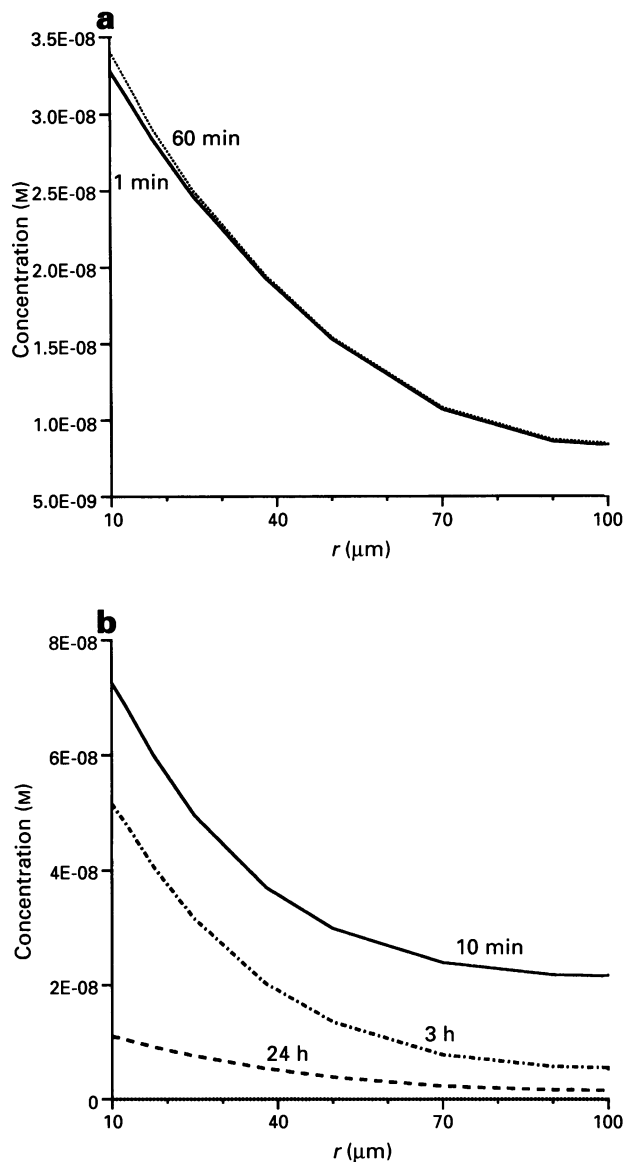 a
3.5E-08
3.0E-08
2.5E-08
2.0E-08
1.5E-08
1.0E-08
5.0E-09
Concentration (M)
60 min
1 min
10 40 70 100
r (μm)
b
8E-08
6E-08
4E-08
2E-08
0
Concentration (M)
10 min
3 h
24 h
10 40 70 100
r (μm)